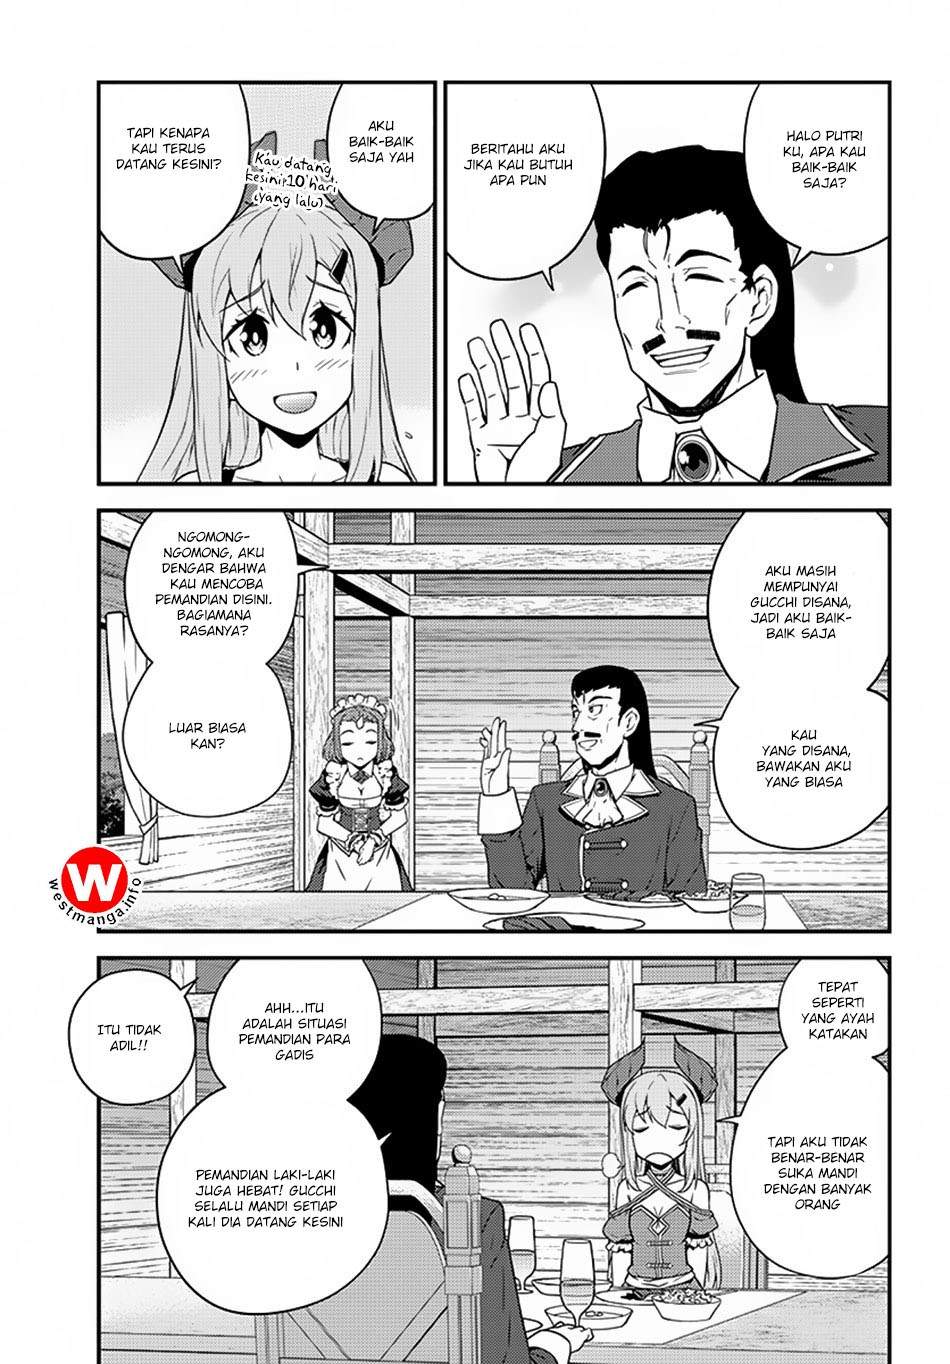 HALO PUTRI
KU, APA KAU
BAIK-BAIK
SAJA?
BERITAHU AKU
JIKA KAU BUTUH
APA PUN
AKU
BAIK-BAIK
SAJA YAH
Kau datang
kesini 10 hari
(yang lalu)
TAPI KENAPA
KAU TERUS
DATANG KESINI?
AKU MASIH
MEMPUNYAI
GUCCHI DISANA,
JADI AKU BAIK-
BAIK SAJA
KAU
YANG DISANA,
BAWAKAN AKU
YANG BIASA
NGOMONG-
NGOMONG, AKU
DENGAR BAHWA
KAU MENCOBA
PEMANDIAN DISINI.
BAGIAMANA
RASANYA?
LUAR BIASA
KAN?
W
westmanga.info
TEPAT
SEPERTI
YANG AYAH
KATAKAN
TAPI AKU TIDAK
BENAR-BENAR
SUKA MANDI
DENGAN BANYAK
ORANG
AHH...ITU
ADALAH SITUASI
PEMANDIAN PARA
GADIS
PEMANDIAN LAKI-LAKI
JUGA HEBAT! GUCCHI
SELALU MANDI SETIAP
KALI DIA DATANG KESINI
ITU TIDAK
ADIL!!